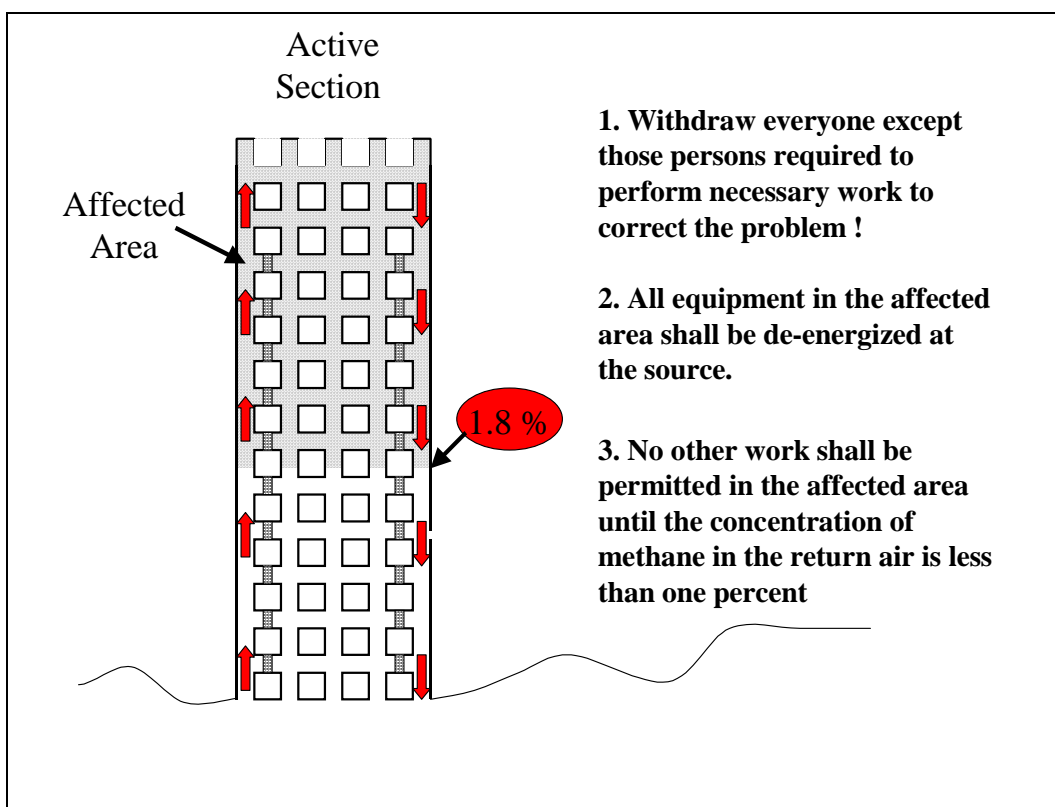 Active
Section
Affected
Area
1.8 %
1. Withdraw everyone except
those persons required to
perform necessary work to
correct the problem !
2. All equipment in the affected
area shall be de-energized at
the source.
3. No other work shall be
permitted in the affected area
until the concentration of
methane in the return air is less
than one percent